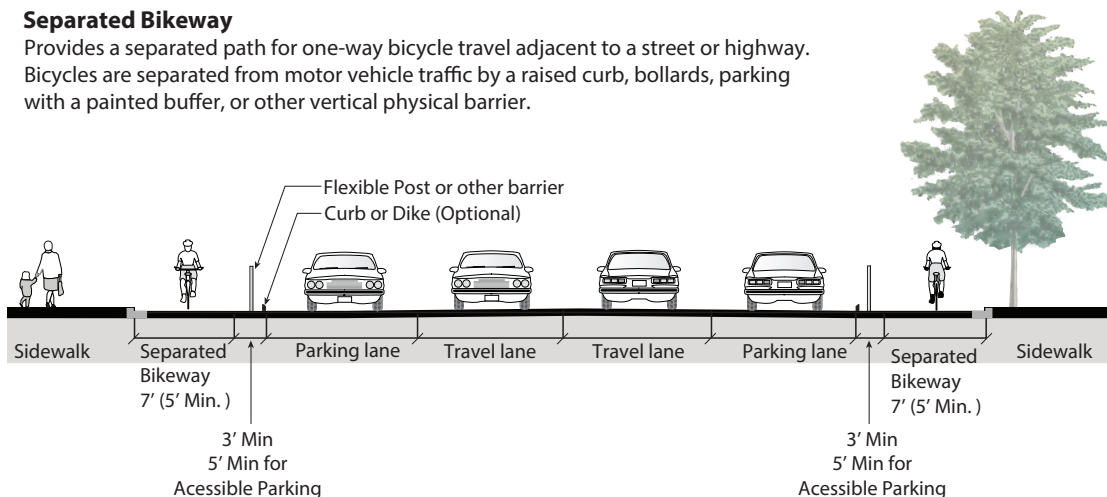 Separated Bikeway
Provides a separated path for one-way bicycle travel adjacent to a street or highway.
Bicycles are separated from motor vehicle traffic by a raised curb, bollards, parking
with a painted buffer, or other vertical physical barrier.
Flexible Post or other barrier
Curb or Dike (Optional)
Sidewalk
Separated
Bikeway
7’ (5’ Min. )
Parking lane
Travel lane
Travel lane
Parking lane
Separated
Bikeway
7’ (5’ Min. )
Sidewalk
3’ Min
5’ Min for
Acessible Parking
3’ Min
5’ Min for
Acessible Parking